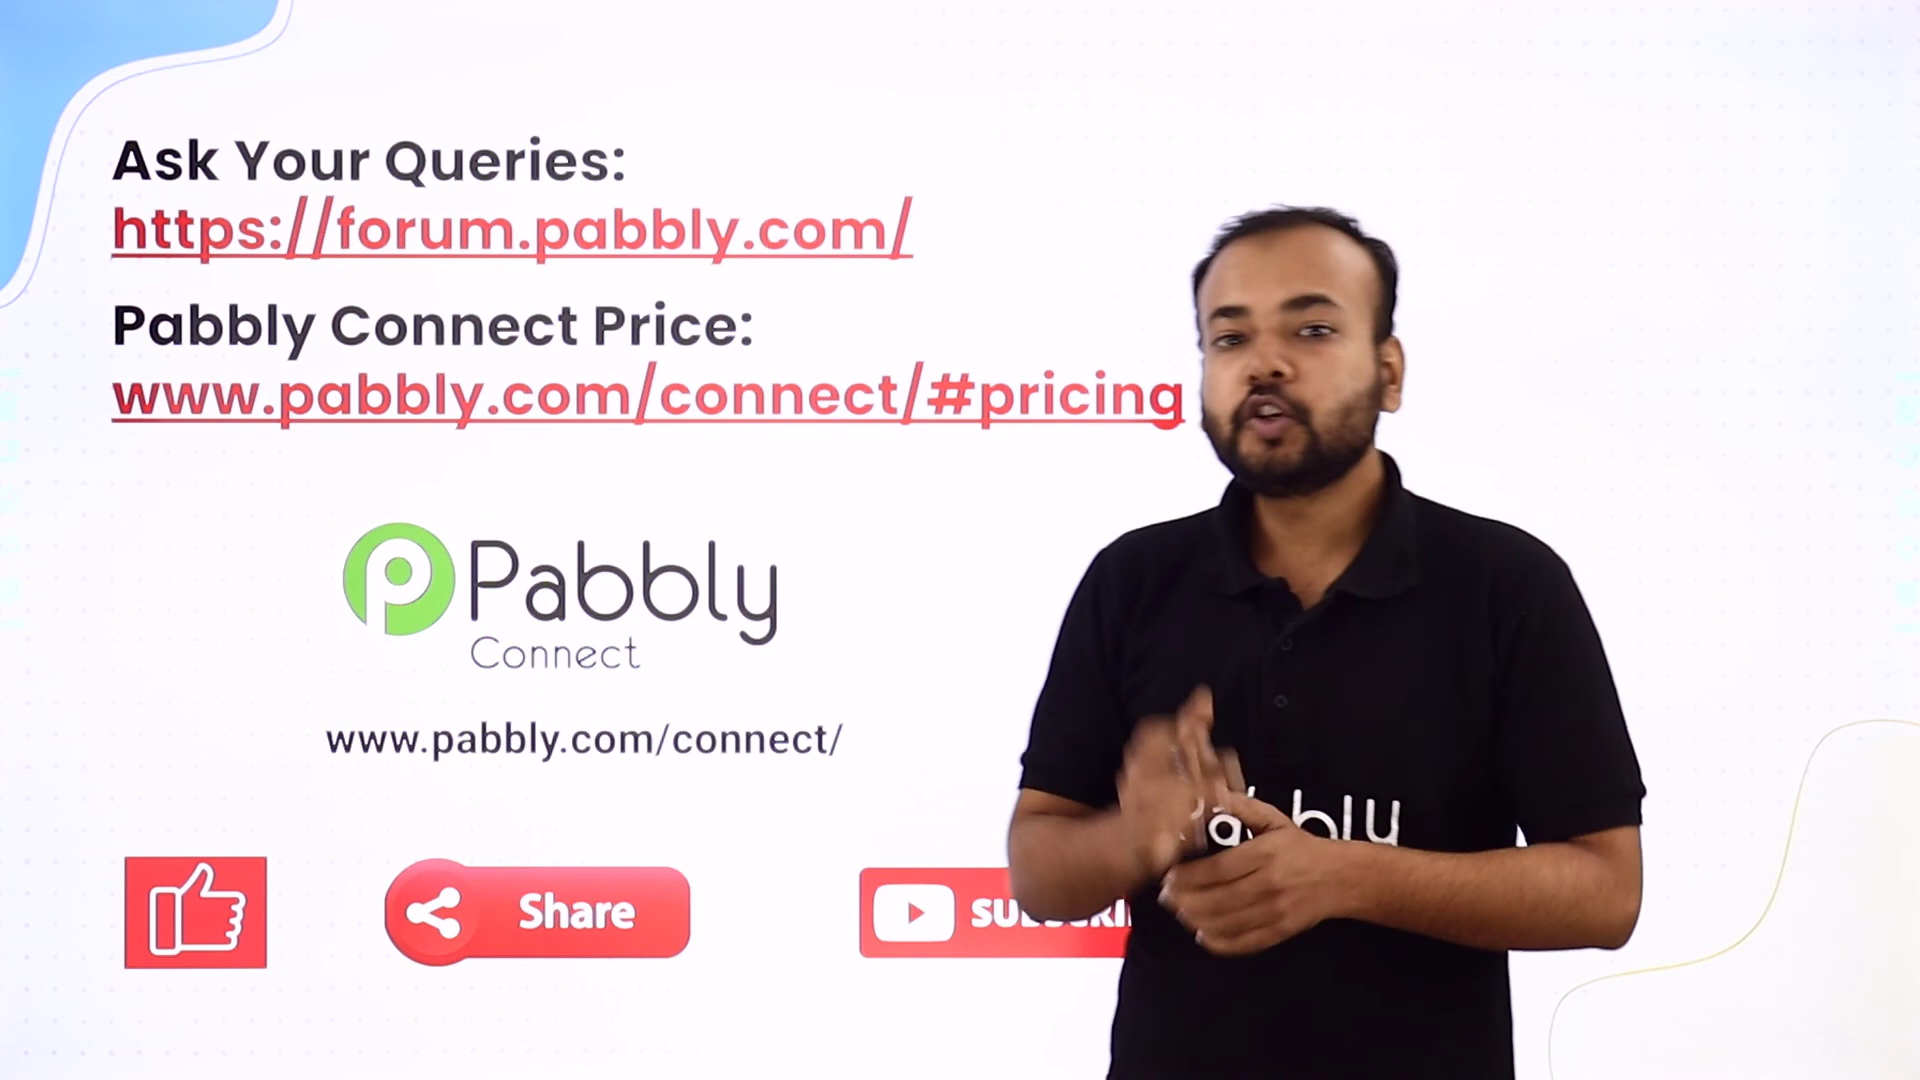 Ask Your Queries:
https://forum.pabbly.com/
Pabbly Connect Price:
www.pabbly.com/connect/#pricing
Pabbly
Connect
www.pabbly.com/connect/
Share